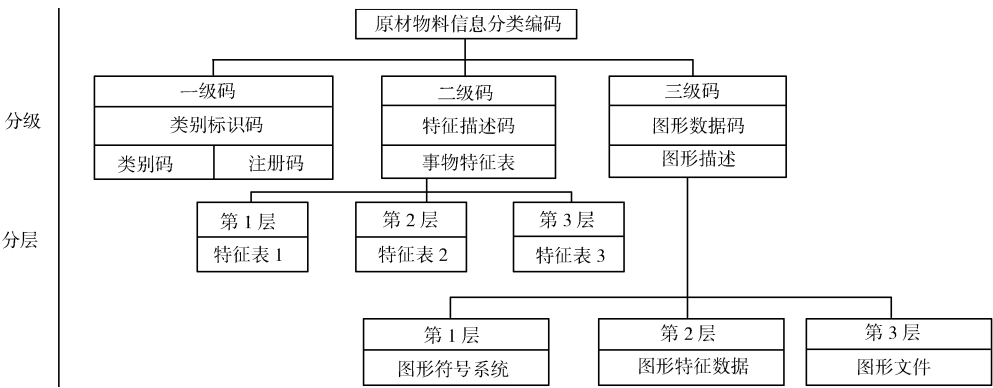 原材物料信息分类编码
一级码
二级码
三级码
分级
类别标识码
特征描述码
图形数据码
类别码
注册码
事物特征表
图形描述
分层
第1层
第2层
第3层
特征表1
特征表2
特征表3
第1层
第2层
第3层
图形符号系统
图形特征数据
图形文件